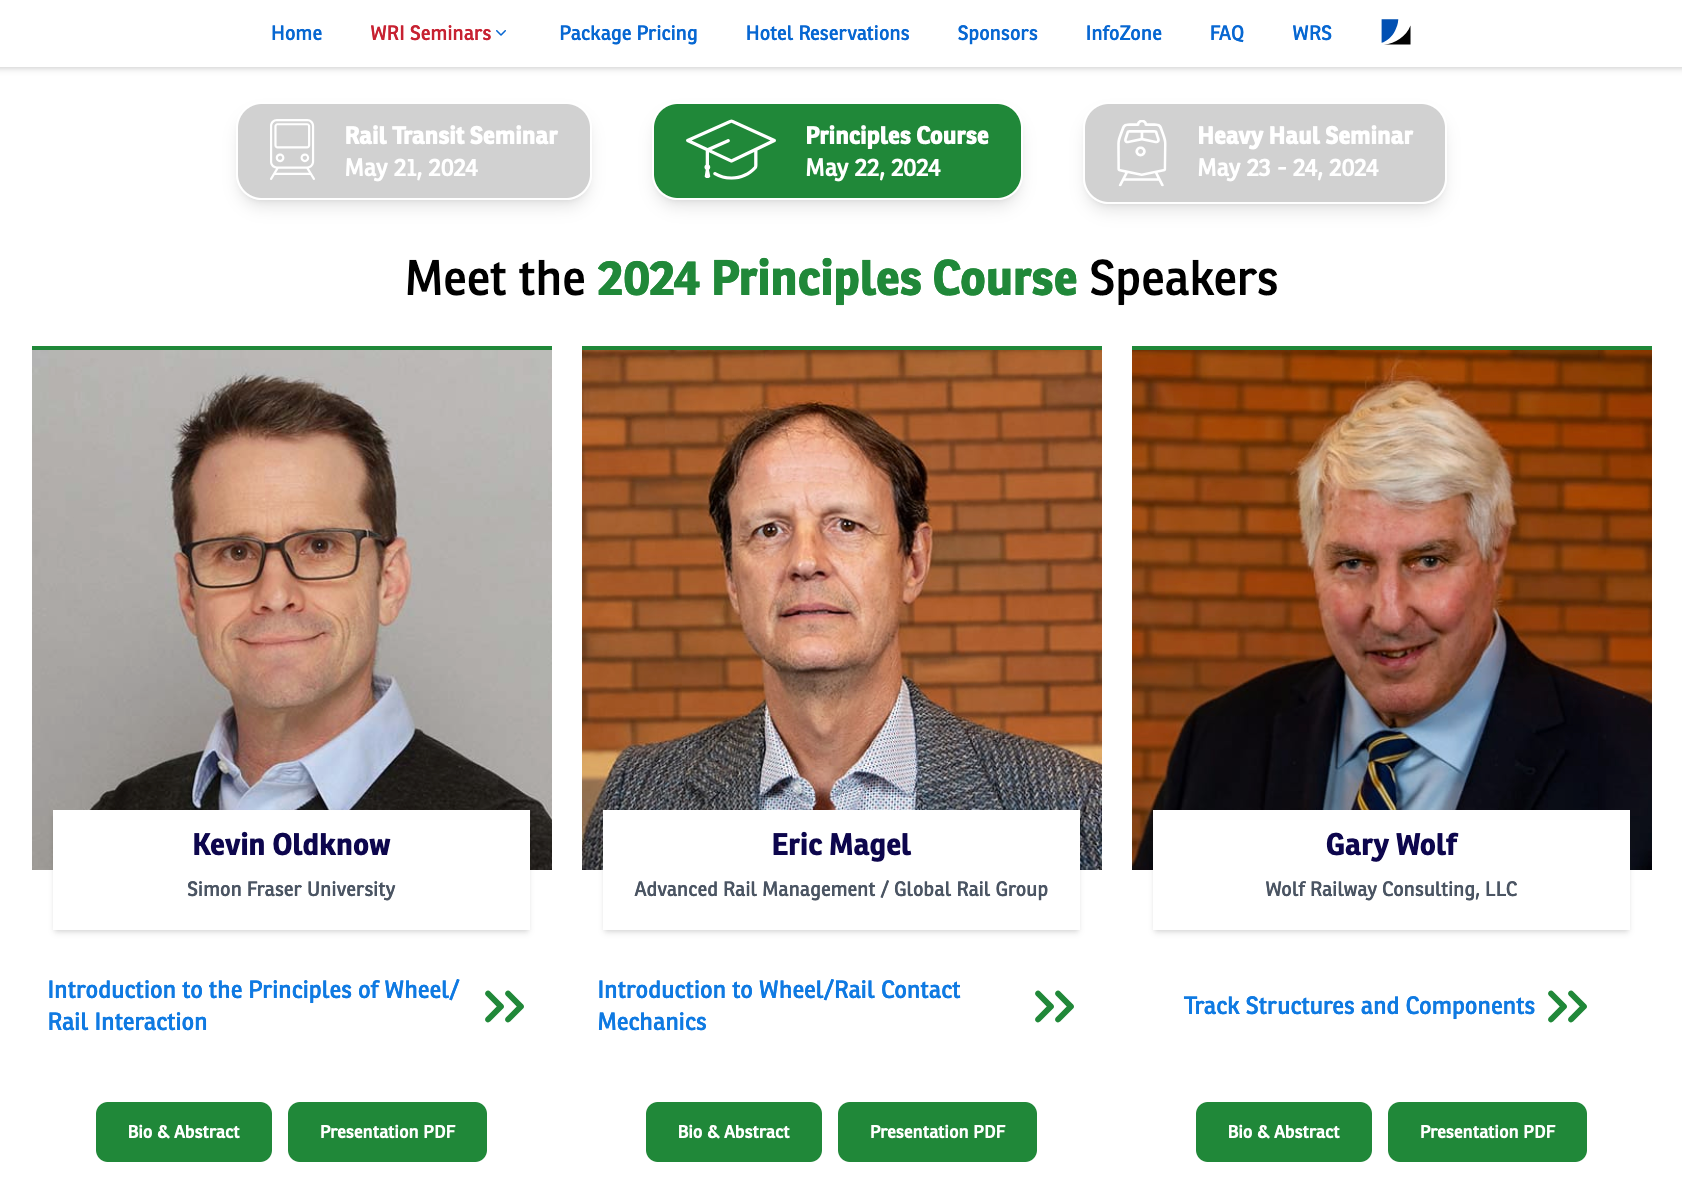 Home WRI Seminars Package Pricing Hotel Reservations Sponsors InfoZone FAQ WRS
Rail Transit Seminar
May 21, 2024
Principles Course
May 22, 2024
Heavy Haul Seminar
May 23 - 24, 2024
Meet the 2024 Principles Course Speakers
Kevin Oldknow
Simon Fraser University
Introduction to the Principles of Wheel/
Rail Interaction
Bio & Abstract Presentation PDF
Eric Magel
Advanced Rail Management / Global Rail Group
Introduction to Wheel/Rail Contact
Mechanics
Bio & Abstract Presentation PDF
Gary Wolf
Wolf Railway Consulting, LLC
Track Structures and Components
Bio & Abstract Presentation PDF